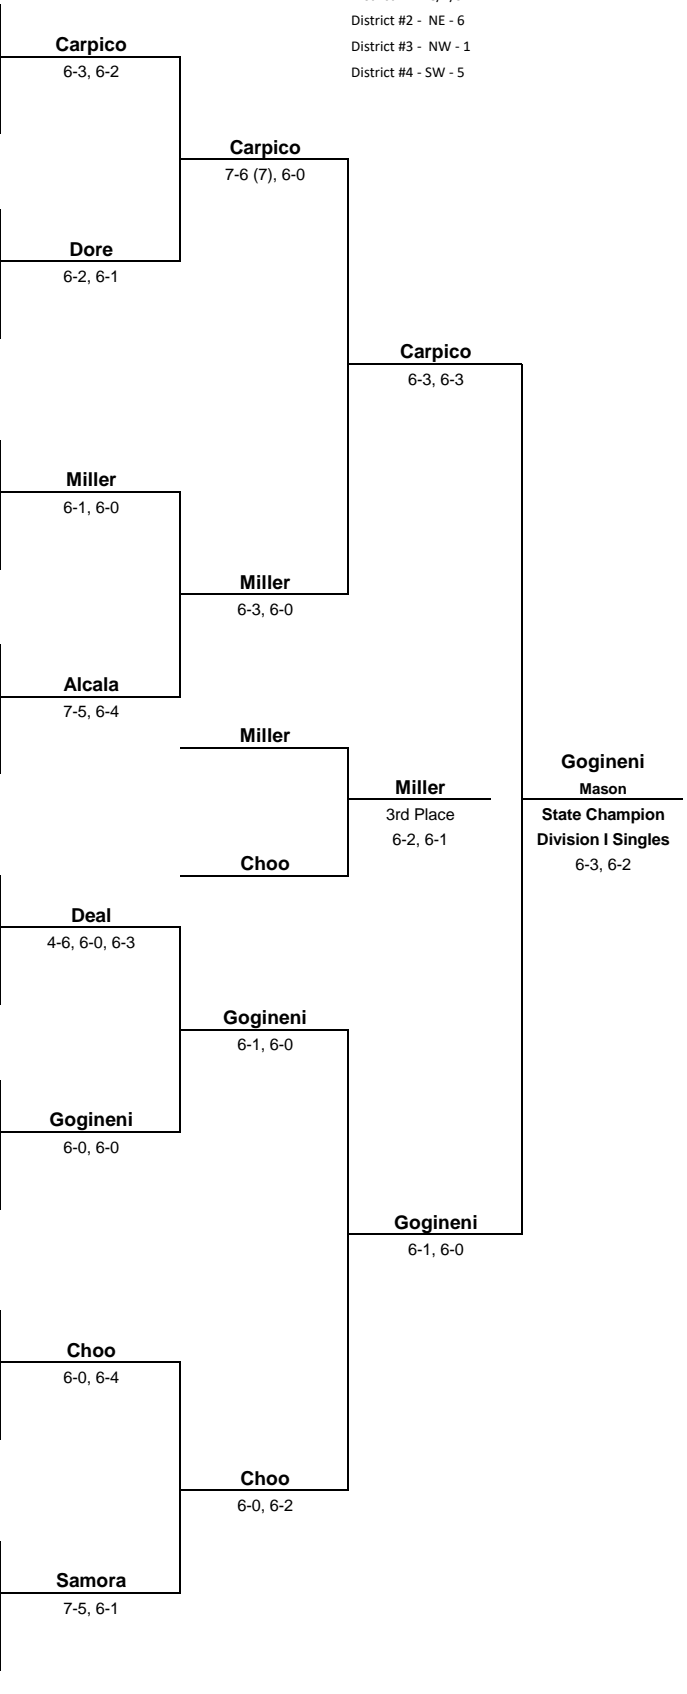 District #2 - NE - 6
Carpico
District #3 - NW - 1
6-3, 6-2
District #4 - SW - 5
Carpico
7-6 (7), 6-0
Dore
6-2, 6-1
Carpico
6-3, 6-3
Miller
6-1, 6-0
Miller
6-3, 6-0
Alcala
7-5, 6-4
Miller
Gogineni
Miller
Mason
3rd Place
State Champion
6-2, 6-1
Division I Singles
Choo
6-3, 6-2
Deal
4-6, 6-0, 6-3
Gogineni
6-1, 6-0
Gogineni
6-0, 6-0
Gogineni
6-1, 6-0
Choo
6-0, 6-4
Choo
6-0, 6-2
Samora
7-5, 6-1